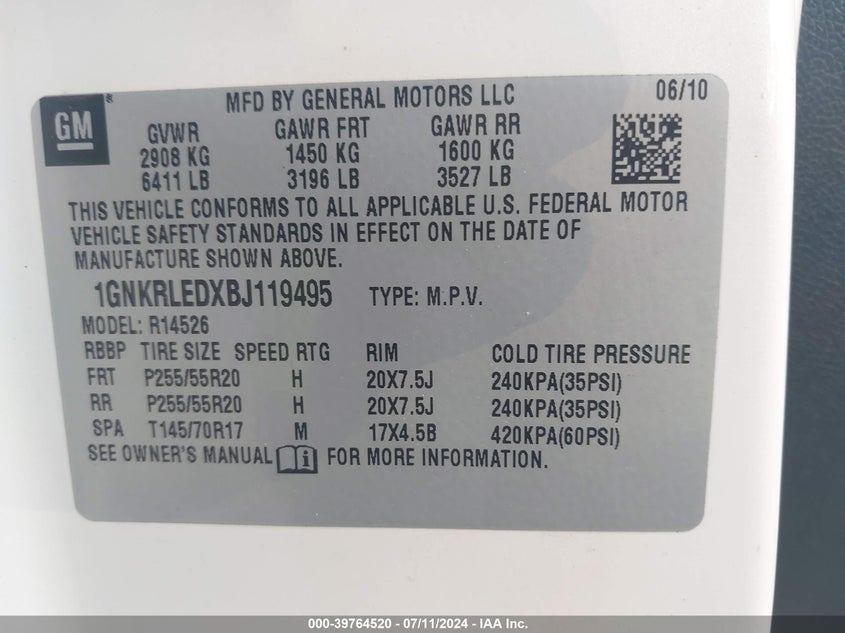 GM®
MFD BY GENERAL MOTORS LLC 06/10
GVWR GAWR FRT GAWR RR
2908 KG 1450 KG 1600 KG
6411 LB 3196 LB 3527 LB
THIS VEHICLE CONFORMS TO ALL APPLICABLE U.S. FEDERAL MOTOR
VEHICLE SAFETY STANDARDS IN EFFECT ON THE DATE OF
MANUFACTURE SHOWN ABOVE.
1GNKRLEDXBJ119495 TYPE: M.P.V.
MODEL: R14526
RBBP TIRE SIZE SPEED RTG RIM COLD TIRE PRESSURE
FRT P255/55R20 H 20X7.5J 240KPA(35PSI)
RR P255/55R20 H 20X7.5J 240KPA(35PSI)
SPA T145/70R17 M 17X4.5B 420KPA(60PSI)
SEE OWNER'S MANUAL i FOR MORE INFORMATION.
000-39764520 - 07/11/2024 - IAA Inc.